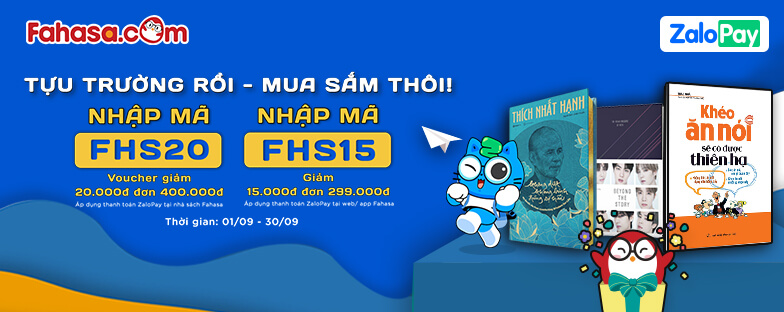 Fahasa.com
ZaloPay
TỰU TRƯỜNG RỒI - MUA SẮM THÔI!
NHẬP MÃ
FHS20
Voucher giảm
20.000đ đơn 400.000đ
Áp dụng thanh toán ZaloPay tại nhà sách Fahasa
NHẬP MÃ
FHS15
Giảm
15.000đ đơn 299.000đ
Áp dụng thanh toán ZaloPay tại web/ app Fahasa
Thời gian: 01/09 - 30/09
THÍCH NHẤT HẠNH
BEYOND
THE
STORY
Khéo
ăn nói
sẽ có được
thiên hạ